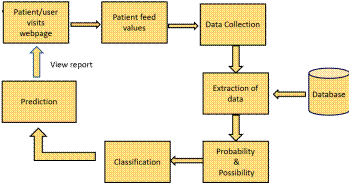 Patient/user
visits
webpage
Patient feed
values
Data Collection
View report
Extraction of
data
Database
Prediction
Classification
Probability
&
Possibility